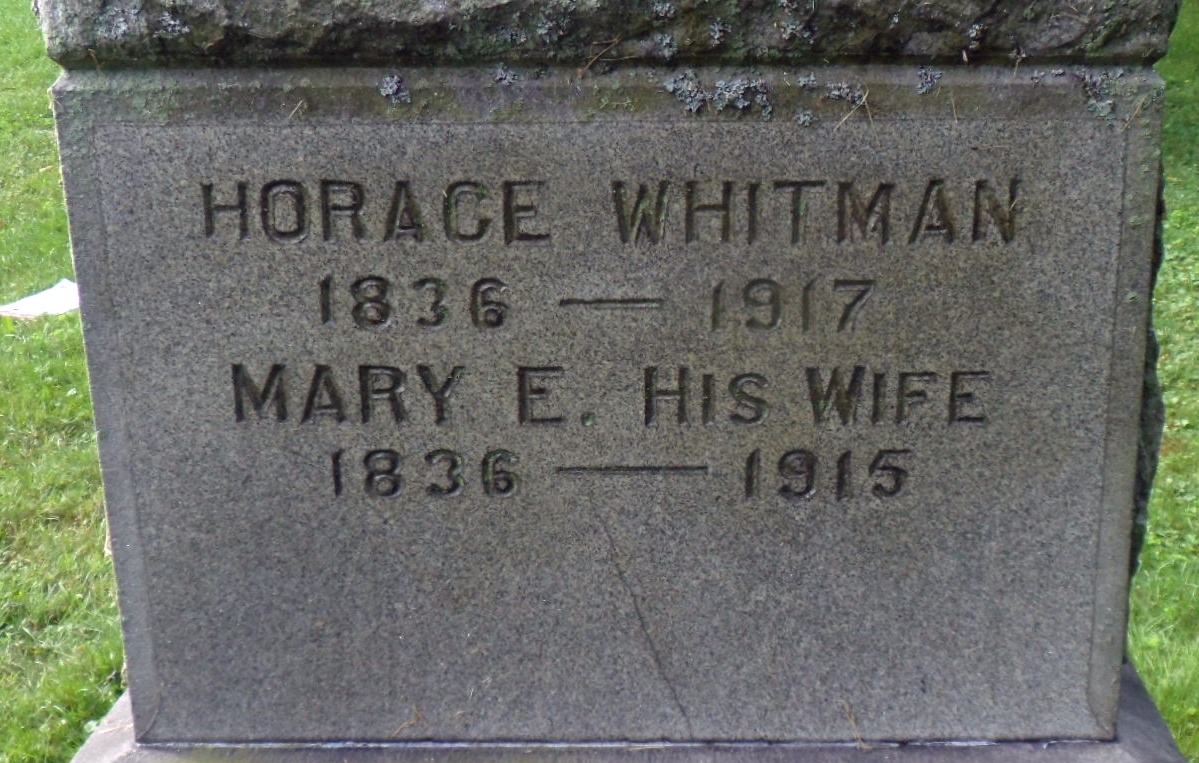 HORACE WHITMAN
1836 — 1917
MARY E. HIS WIFE
1836 — 1915